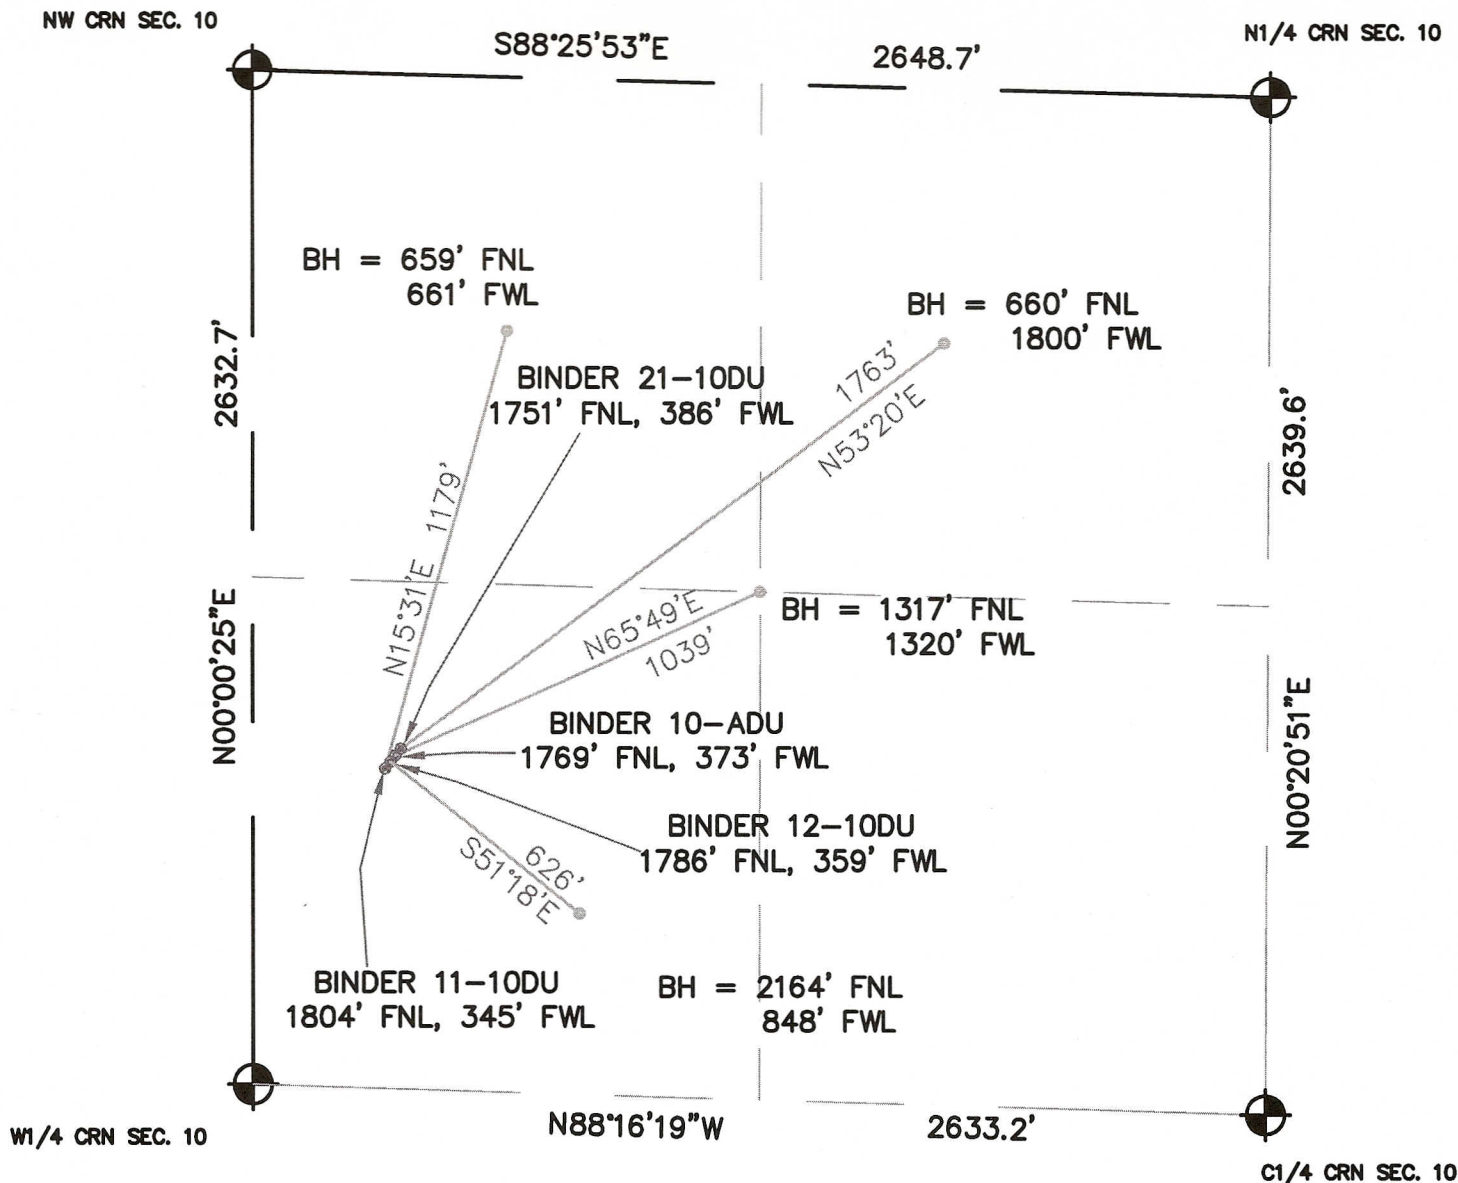 NW CRN SEC. 10
S88°25'53"E
2648.7'
N1/4 CRN SEC. 10
BH = 659' FNL
661' FWL
BH = 660' FNL
1800' FWL
2632.7'
BINDER 21-10DU
1751' FNL, 386' FWL
1763'
N53°20'E
2639.6'
N15°31'E 1179'
N00°00'25"E
N65°49'E
1039'
BH = 1317' FNL
1320' FWL
BINDER 10-ADU
1769' FNL, 373' FWL
N00°20'51"E
BINDER 12-10DU
1786' FNL, 359' FWL
626'
S51°18'E
BINDER 11-10DU
1804' FNL, 345' FWL
BH = 2164' FNL
848' FWL
W1/4 CRN SEC. 10
N88°16'19"W
2633.2'
C1/4 CRN SEC. 10